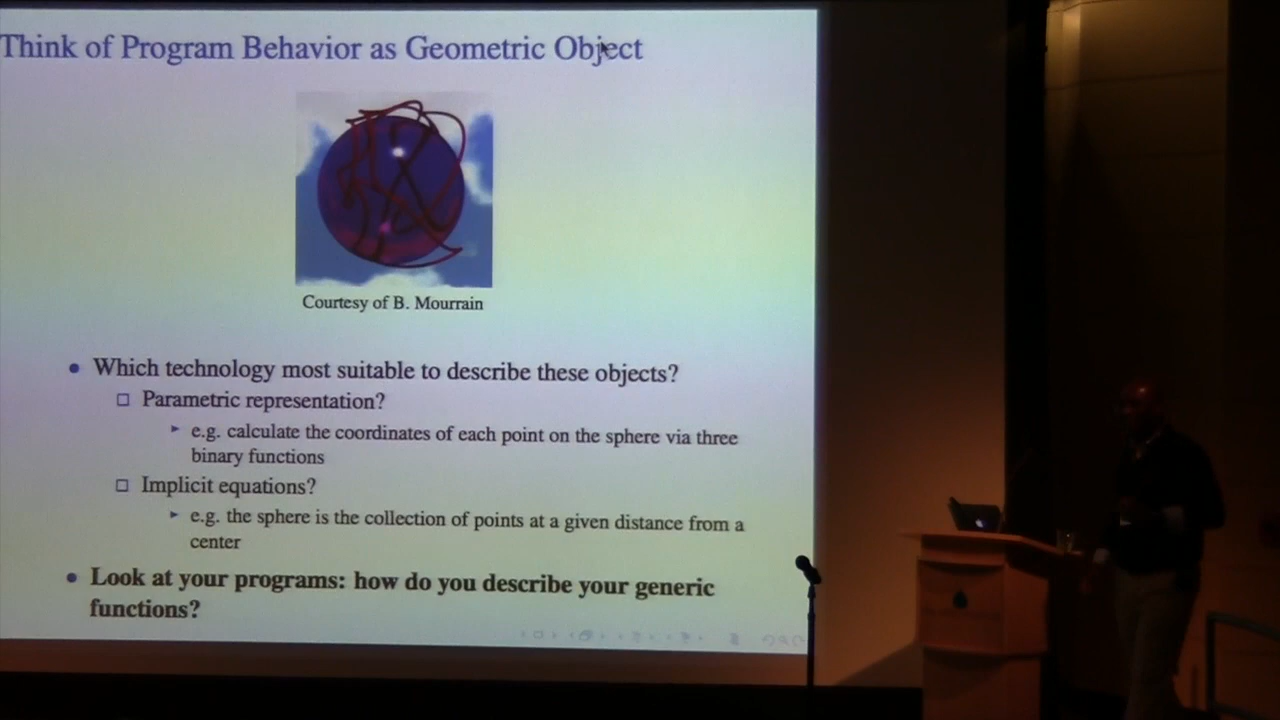 Think of Program Behavior as Geometric Object
Courtesy of B. Mourrain
Which technology most suitable to describe these objects?
Parametric representation?
e.g. calculate the coordinates of each point on the sphere via three
binary functions
Implicit equations?
e.g. the sphere is the collection of points at a given distance from a
center
Look at your programs: how do you describe your generic
functions?